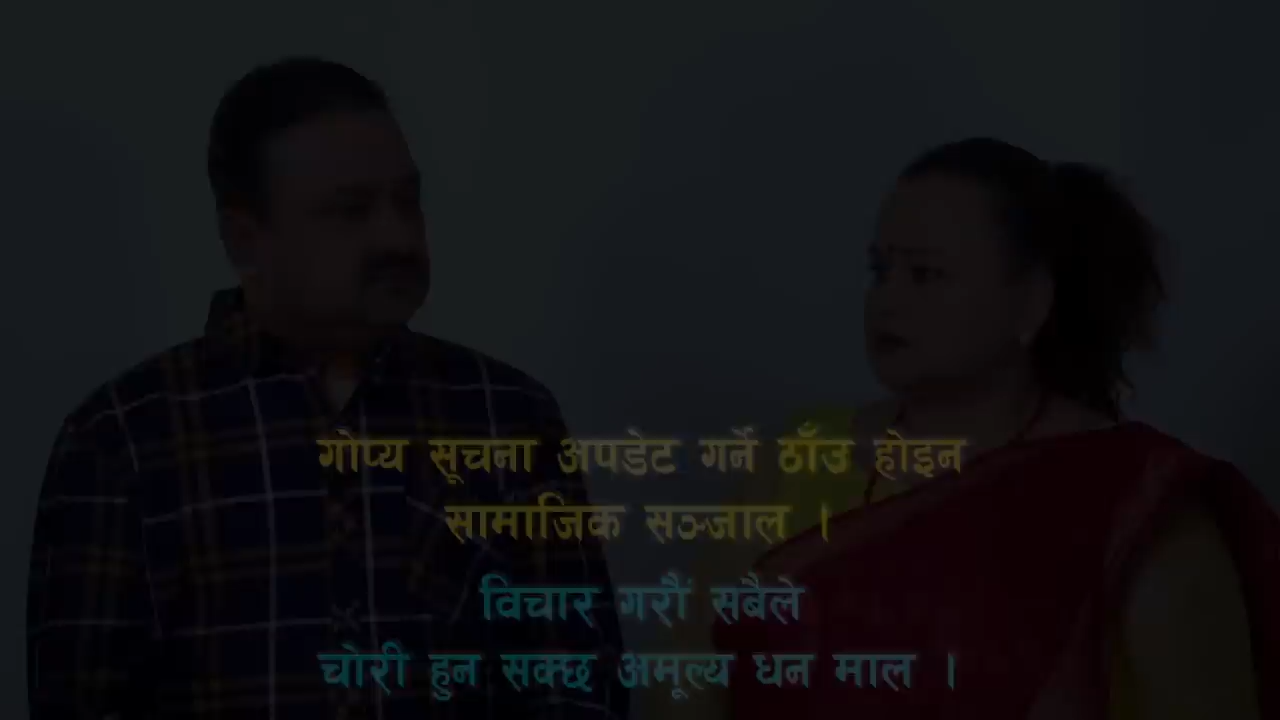 गोप्य सूचना अपडेट गर्ने ठाँउ होइन
सामाजिक सञ्जाल ।
विचार गरौं सबैले
चोरी हुन सक्छ अमूल्य धन माल ।